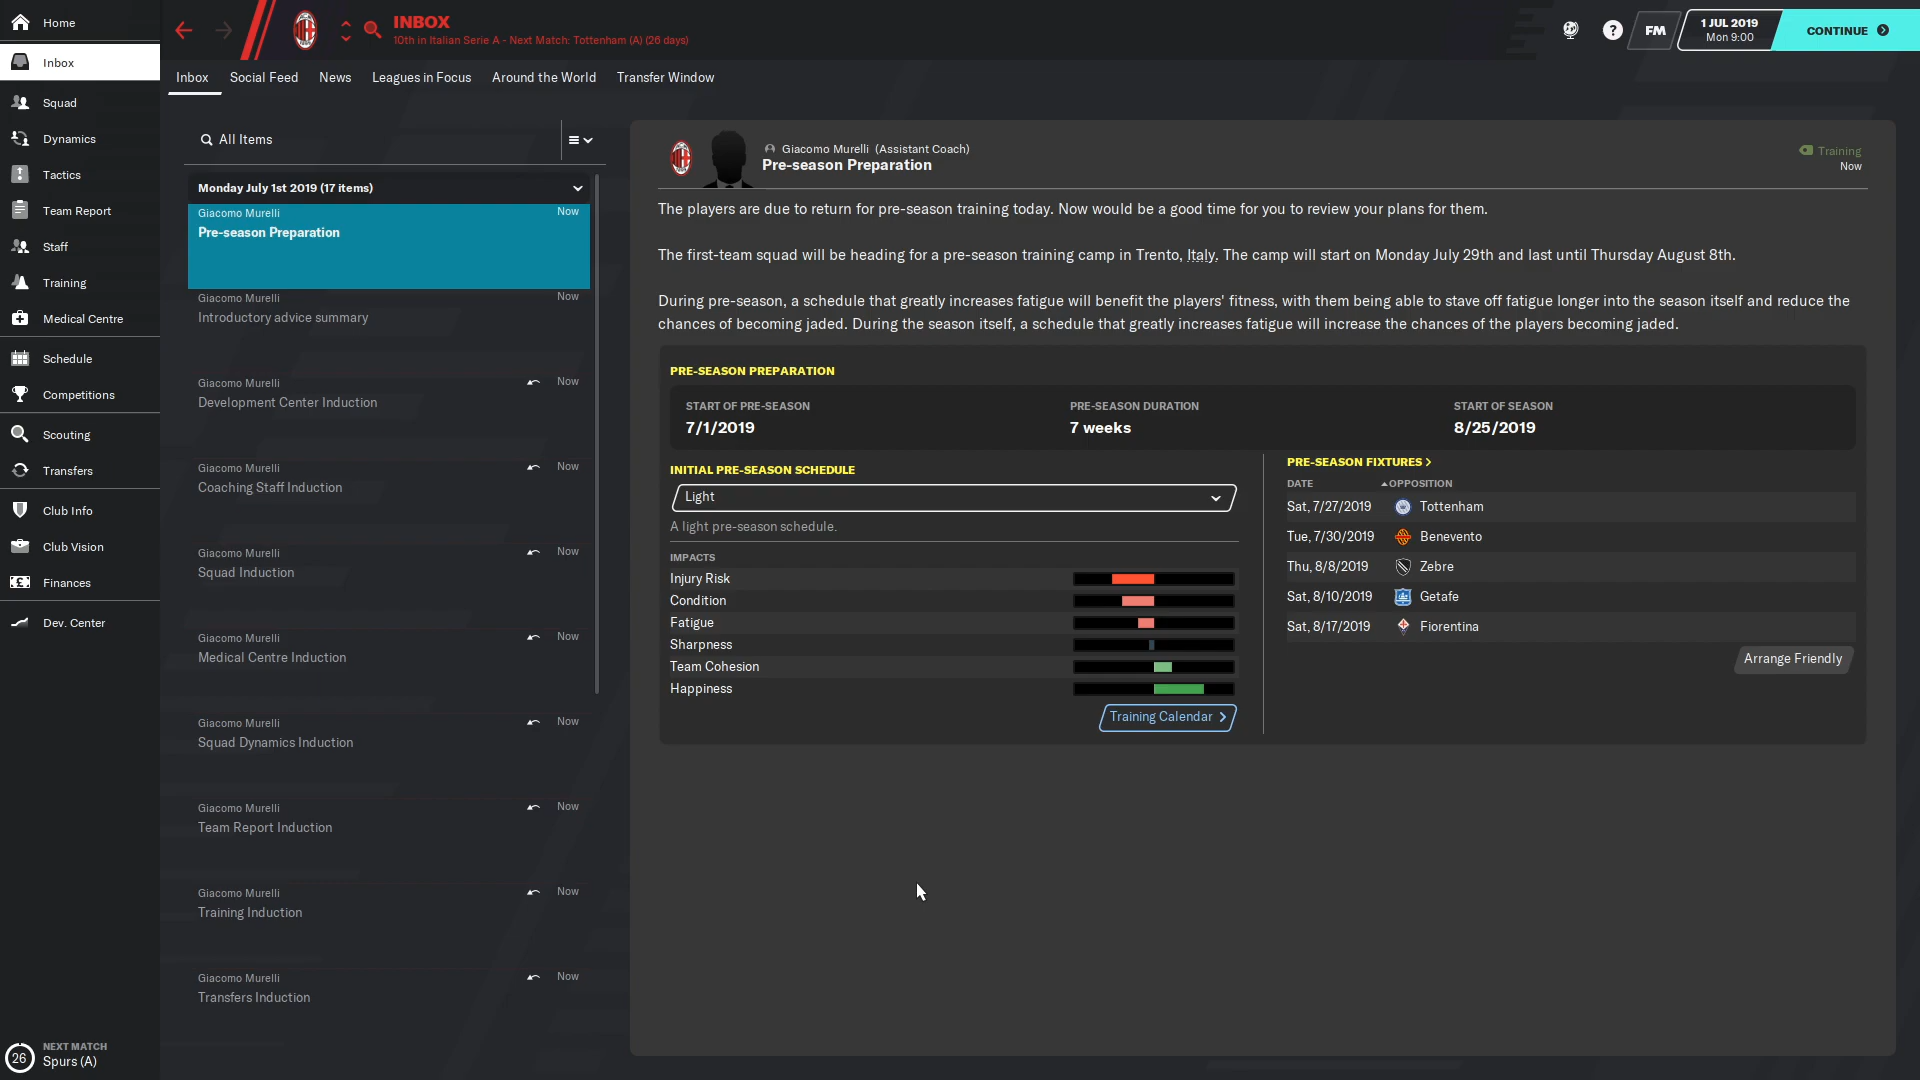 Home
Inbox
Squad
Dynamics
Tactics
Team Report
Staff
Training
Medical Centre
Schedule
Competitions
Scouting
Transfers
Club Info
Club Vision
Finances
Dev. Center
26
NEXT MATCH
Spurs (A)
INBOX
10th in Italian Serie A - Next Match: Tottenham (A) (26 days)
?
FM
1 JUL 2019
Mon 9:00
CONTINUE
Inbox Social Feed News Leagues in Focus Around the World Transfer Window
All Items
Monday July 1st 2019 (17 items)
Giacomo Murelli Now
Pre-season Preparation
Giacomo Murelli Now
Introductory advice summary
Giacomo Murelli Now
Development Center Induction
Giacomo Murelli Now
Coaching Staff Induction
Giacomo Murelli Now
Squad Induction
Giacomo Murelli Now
Medical Centre Induction
Giacomo Murelli Now
Squad Dynamics Induction
Giacomo Murelli Now
Team Report Induction
Giacomo Murelli Now
Training Induction
Giacomo Murelli Now
Transfers Induction
Giacomo Murelli (Assistant Coach)
Pre-season Preparation
Training
Now
The players are due to return for pre-season training today. Now would be a good time for you to review your plans for them.
The first-team squad will be heading for a pre-season training camp in Trento, Italy. The camp will start on Monday July 29th and last until Thursday August 8th.
During pre-season, a schedule that greatly increases fatigue will benefit the players' fitness, with them being able to stave off fatigue longer into the season itself and reduce the
chances of becoming jaded. During the season itself, a schedule that greatly increases fatigue will increase the chances of the players becoming jaded.
PRE-SEASON PREPARATION
START OF PRE-SEASON PRE-SEASON DURATION START OF SEASON
7/1/2019 7 weeks 8/25/2019
INITIAL PRE-SEASON SCHEDULE
Light
A light pre-season schedule.
IMPACTS
Injury Risk
Condition
Fatigue
Sharpness
Team Cohesion
Happiness
Training Calendar
PRE-SEASON FIXTURES
DATE OPPOSITION
Sat, 7/27/2019 Tottenham
Tue, 7/30/2019 Benevento
Thu, 8/8/2019 Zebre
Sat, 8/10/2019 Getafe
Sat, 8/17/2019 Fiorentina
Arrange Friendly